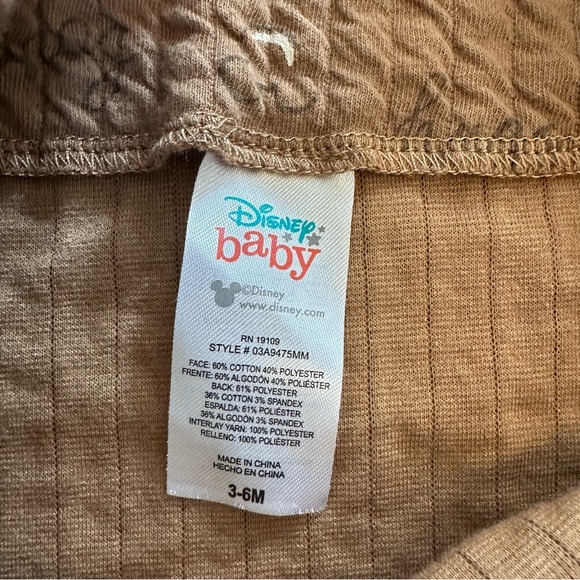 Disney
baby
©Disney
www.disney.com
RN 19109
STYLE # 03A9475MM
FACE: 60% COTTON 40% POLYESTER
FRENTE: 60% ALGODÓN 40% POLIÉSTER
BACK: 61% POLYESTER
36% COTTON 3% SPANDEX
ESPALDA: 61% POLIÉSTER
36% ALGODÓN 3% SPANDEX
INTERLAY YARN: 100% POLYESTER
RELLENO: 100% POLIÉSTER
MADE IN CHINA
HECHO EN CHINA
3-6M